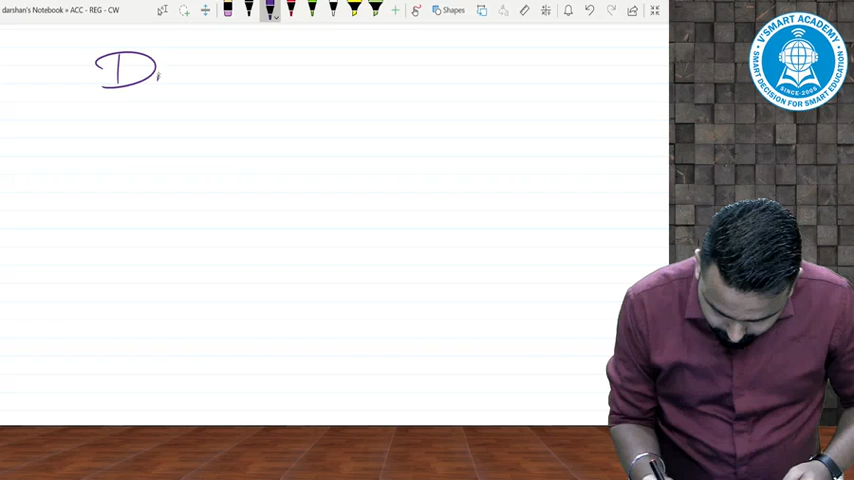 darshan's Notebook » ACC - REG - CW
Shapes
V'SMART ACADEMY
SMART DECISION FOR SMART EDUCATION
SINCE-2005
D